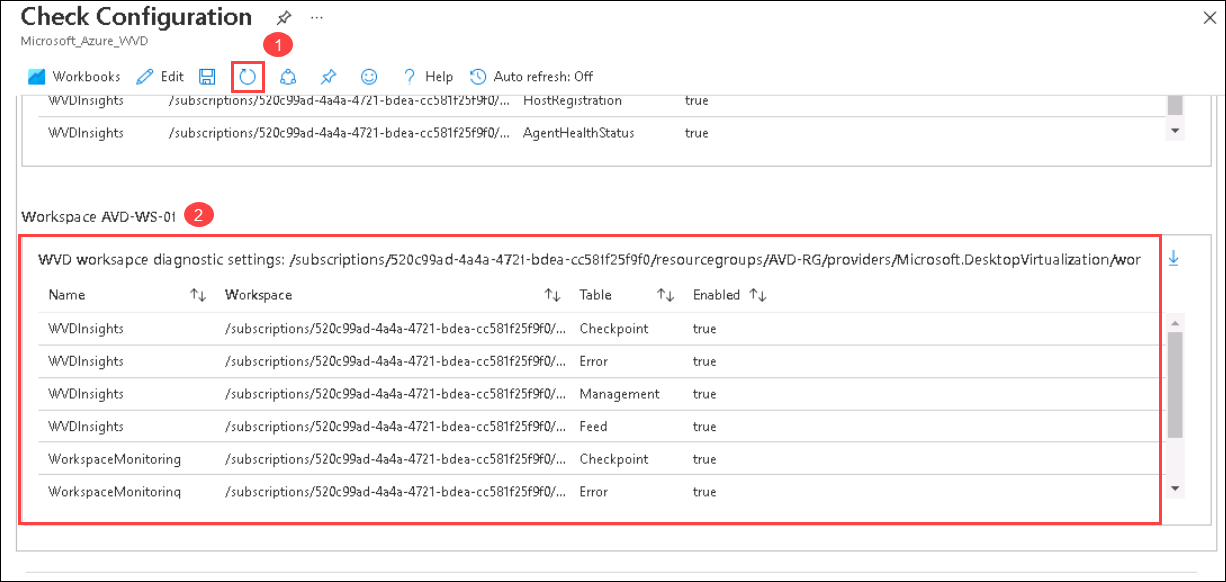 Check Configuration
Microsoft_Azure_WVD
1
Workbooks Edit Help Auto refresh: Off
WVDInsights /subscriptions/520c99ad-4a4a-4721-bdea-cc581f25f9f0/... HostRegistration true
WVDInsights /subscriptions/520c99ad-4a4a-4721-bdea-cc581f25f9f0/... AgentHealthStatus true
Workspace AVD-WS-01 2
WVD worksapce diagnostic settings: /subscriptions/520c99ad-4a4a-4721-bdea-cc581f25f9f0/resourcegroups/AVD-RG/providers/Microsoft.DesktopVirtualization/wor
Name Workspace Table Enabled
WVDInsights /subscriptions/520c99ad-4a4a-4721-bdea-cc581f25f9f0/... Checkpoint true
WVDInsights /subscriptions/520c99ad-4a4a-4721-bdea-cc581f25f9f0/... Error true
WVDInsights /subscriptions/520c99ad-4a4a-4721-bdea-cc581f25f9f0/... Management true
WVDInsights /subscriptions/520c99ad-4a4a-4721-bdea-cc581f25f9f0/... Feed true
WorkspaceMonitoring /subscriptions/520c99ad-4a4a-4721-bdea-cc581f25f9f0/... Checkpoint true
WorkspaceMonitoring /subscriptions/520c99ad-4a4a-4721-bdea-cc581f25f9f0/... Error true